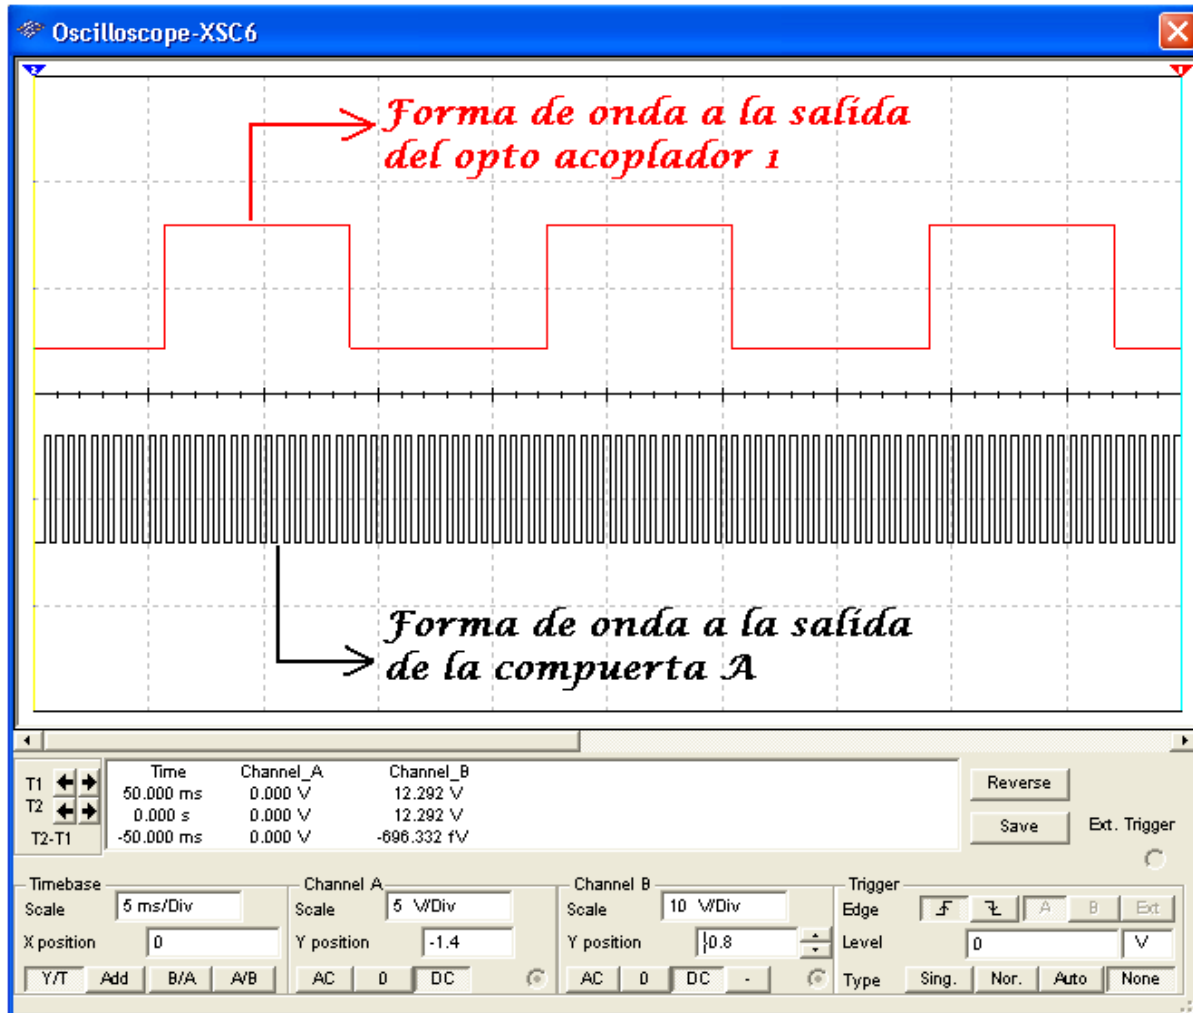 Oscilloscope-XSC6
2
1
Forma de onda a la salida
del opto acoplador 1
Forma de onda a la salida
de la compuerta A
T1
T2
T2-T1
Time Channel_A Channel_B
50.000 ms 0.000 V 12.292 V
0.000 s 0.000 V 12.292 V
-50.000 ms 0.000 V -696.332 fV
Reverse
Save
Ext. Trigger
Timebase
Scale 5 ms/Div
X position 0
Y/T Add B/A A/B
Channel A
Scale 5 V/Div
Y position -1.4
AC 0 DC
Channel B
Scale 10 V/Div
Y position 0.8
AC 0 DC -
Trigger
Edge A B Ext
Level 0 V
Type Sing. Nor. Auto None